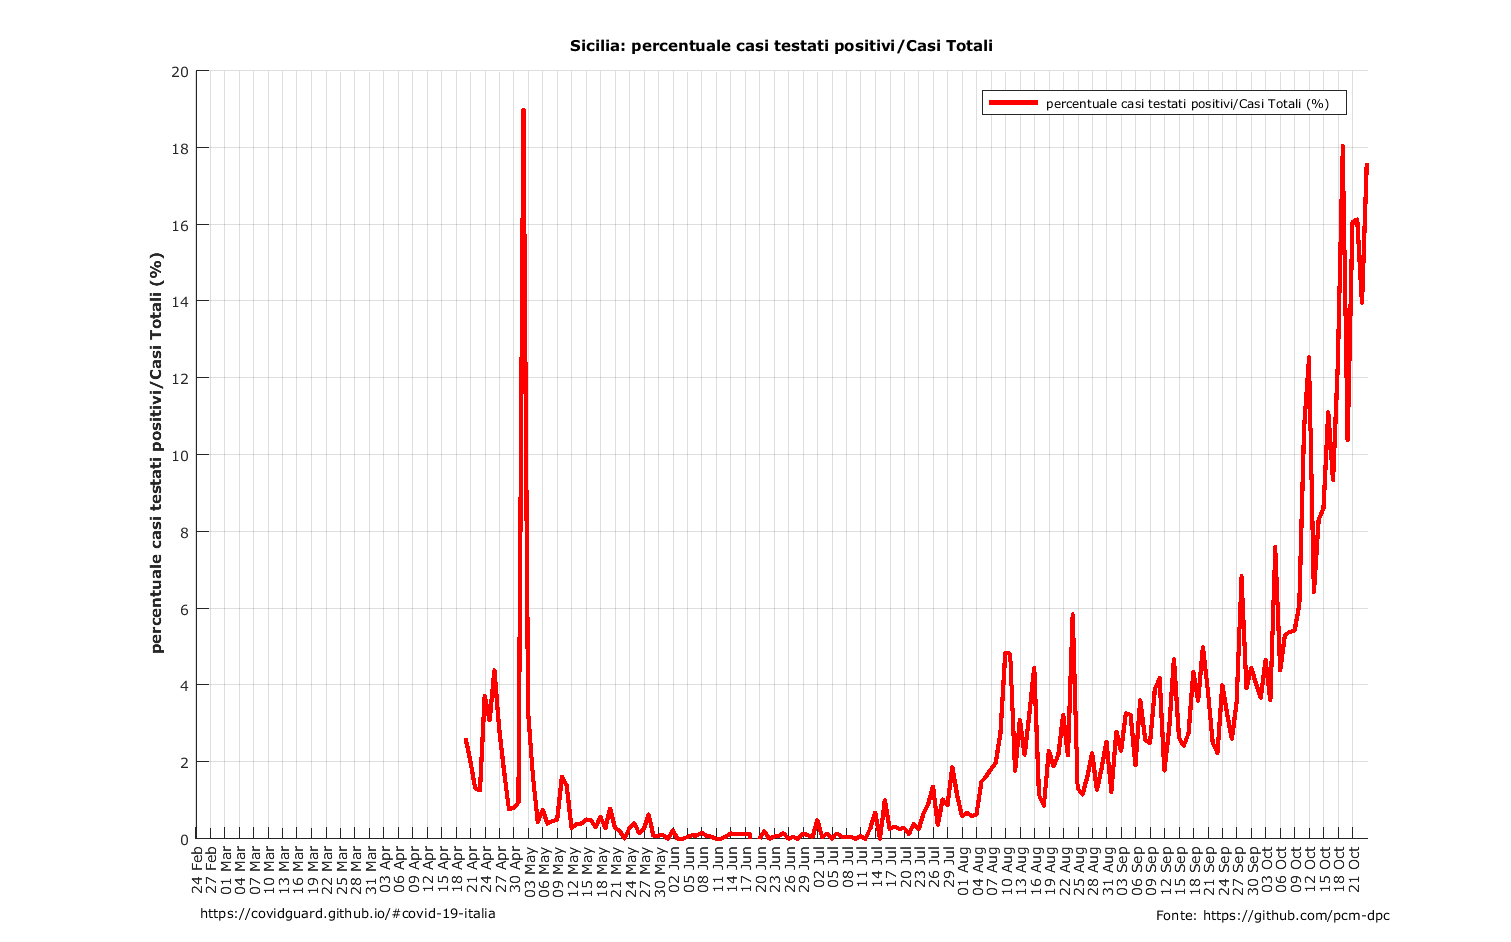 Sicilia: percentuale casi testati positivi/Casi Totali
percentuale casi testati positivi/Casi Totali (%)
percentuale casi testati positivi/Casi Totali (%)
20
18
16
14
12
10
8
6
4
2
0
24 Feb
27 Feb
01 Mar
04 Mar
07 Mar
10 Mar
13 Mar
16 Mar
19 Mar
22 Mar
25 Mar
28 Mar
31 Mar
03 Apr
06 Apr
09 Apr
12 Apr
15 Apr
18 Apr
21 Apr
24 Apr
27 Apr
30 Apr
03 May
06 May
09 May
12 May
15 May
18 May
21 May
24 May
27 May
30 May
02 Jun
05 Jun
08 Jun
11 Jun
14 Jun
17 Jun
20 Jun
23 Jun
26 Jun
29 Jun
02 Jul
05 Jul
08 Jul
11 Jul
14 Jul
17 Jul
20 Jul
23 Jul
26 Jul
29 Jul
01 Aug
04 Aug
07 Aug
10 Aug
13 Aug
16 Aug
19 Aug
22 Aug
25 Aug
28 Aug
31 Aug
03 Sep
06 Sep
09 Sep
12 Sep
15 Sep
18 Sep
21 Sep
24 Sep
27 Sep
30 Sep
03 Oct
06 Oct
09 Oct
12 Oct
15 Oct
18 Oct
21 Oct
https://covidguard.github.io/#covid-19-italia
Fonte: https://github.com/pcm-dpc